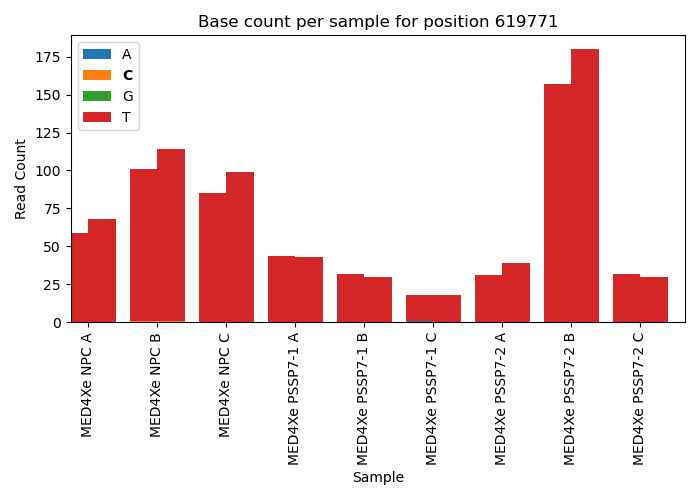 Base count per sample for position 619771
A
C
G
T
Read Count
175
150
125
100
75
50
25
0
MED4Xe NPC A
MED4Xe NPC B
MED4Xe NPC C
MED4Xe PSSP7-1 A
MED4Xe PSSP7-1 B
MED4Xe PSSP7-1 C
MED4Xe PSSP7-2 A
MED4Xe PSSP7-2 B
MED4Xe PSSP7-2 C
Sample